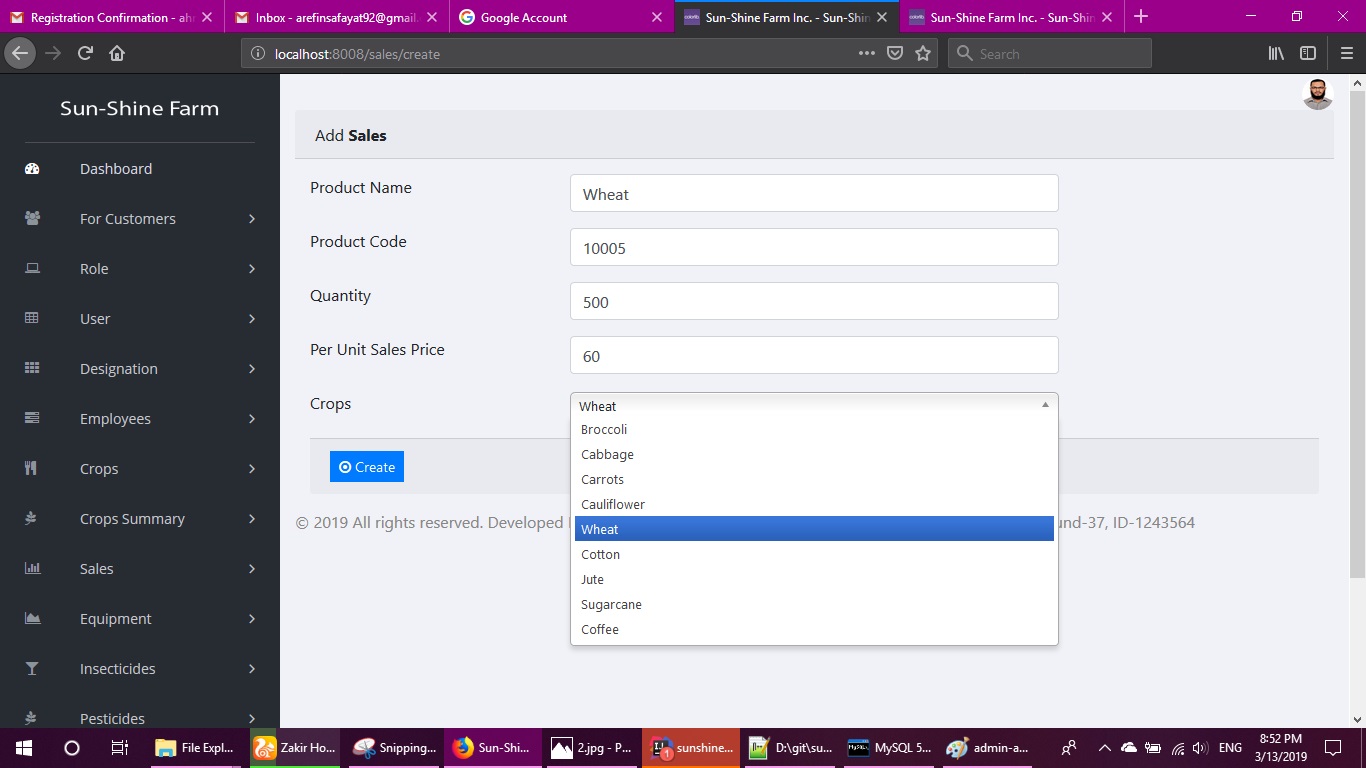 Registration Confirmation - ah
Inbox - arefinsafayat92@gmail.
Google Account
Sun-Shine Farm Inc. - Sun-Shin
Sun-Shine Farm Inc. - Sun-Shin
localhost:8008/sales/create
Search
Sun-Shine Farm
Dashboard
For Customers
Role
User
Designation
Employees
Crops
Crops Summary
Sales
Equipment
Insecticides
Pesticides
Add Sales
Product Name
Wheat
Product Code
10005
Quantity
500
Per Unit Sales Price
60
Crops
Wheat
Broccoli
Cabbage
Carrots
Cauliflower
Wheat
Cotton
Jute
Sugarcane
Coffee
Create
© 2019 All rights reserved. Developed
und-37, ID-1243564
File Expl...
Zakir Ho...
Snipping...
Sun-Shi...
2.jpg - P...
1
sunshine...
D:\git\su...
MySQL 5...
admin-a...
ENG
8:52 PM
3/13/2019